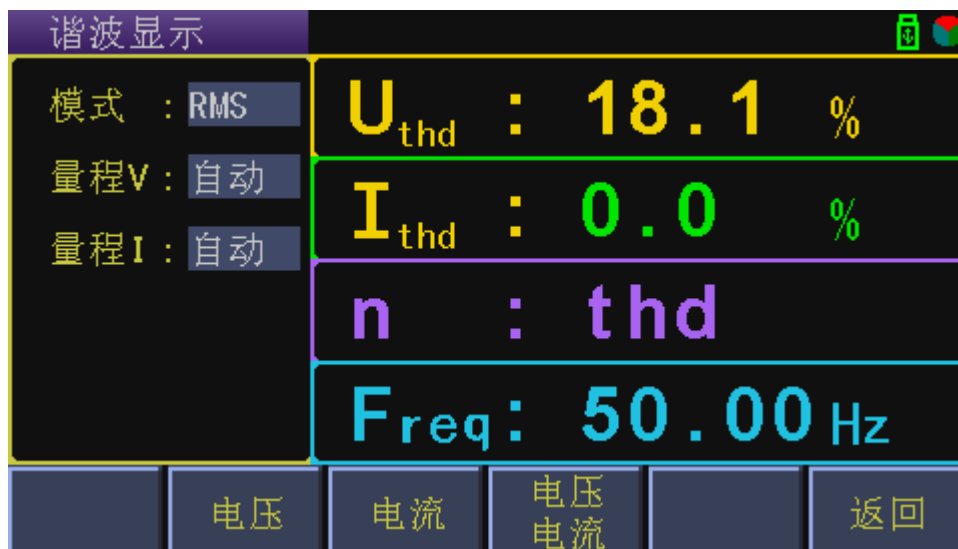 谐波显示
模式 : RMS
量程V : 自动
量程I : 自动
Uthd : 18.1 %
Ithd : 0.0 %
n : thd
Freq : 50.00 Hz
电压
电流
电压
电流
返回